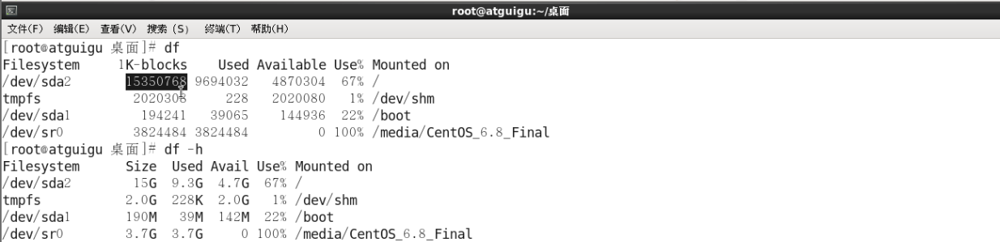 root@atguigu:~/桌面
文件(F) 编辑(E) 查看(V) 搜索 (S) 终端(T) 帮助(H)
[root@atguigu 桌面]# df
Filesystem 1K-blocks Used Available Use% Mounted on
/dev/sda2 15350768 9694032 4870304 67% /
tmpfs 2020308 228 2020080 1% /dev/shm
/dev/sda1 194241 39065 144936 22% /boot
/dev/sr0 3824484 3824484 0 100% /media/CentOS_6.8_Final
[root@atguigu 桌面]# df -h
Filesystem Size Used Avail Use% Mounted on
/dev/sda2 15G 9.3G 4.7G 67% /
tmpfs 2.0G 228K 2.0G 1% /dev/shm
/dev/sda1 190M 39M 142M 22% /boot
/dev/sr0 3.7G 3.7G 0 100% /media/CentOS_6.8_Final